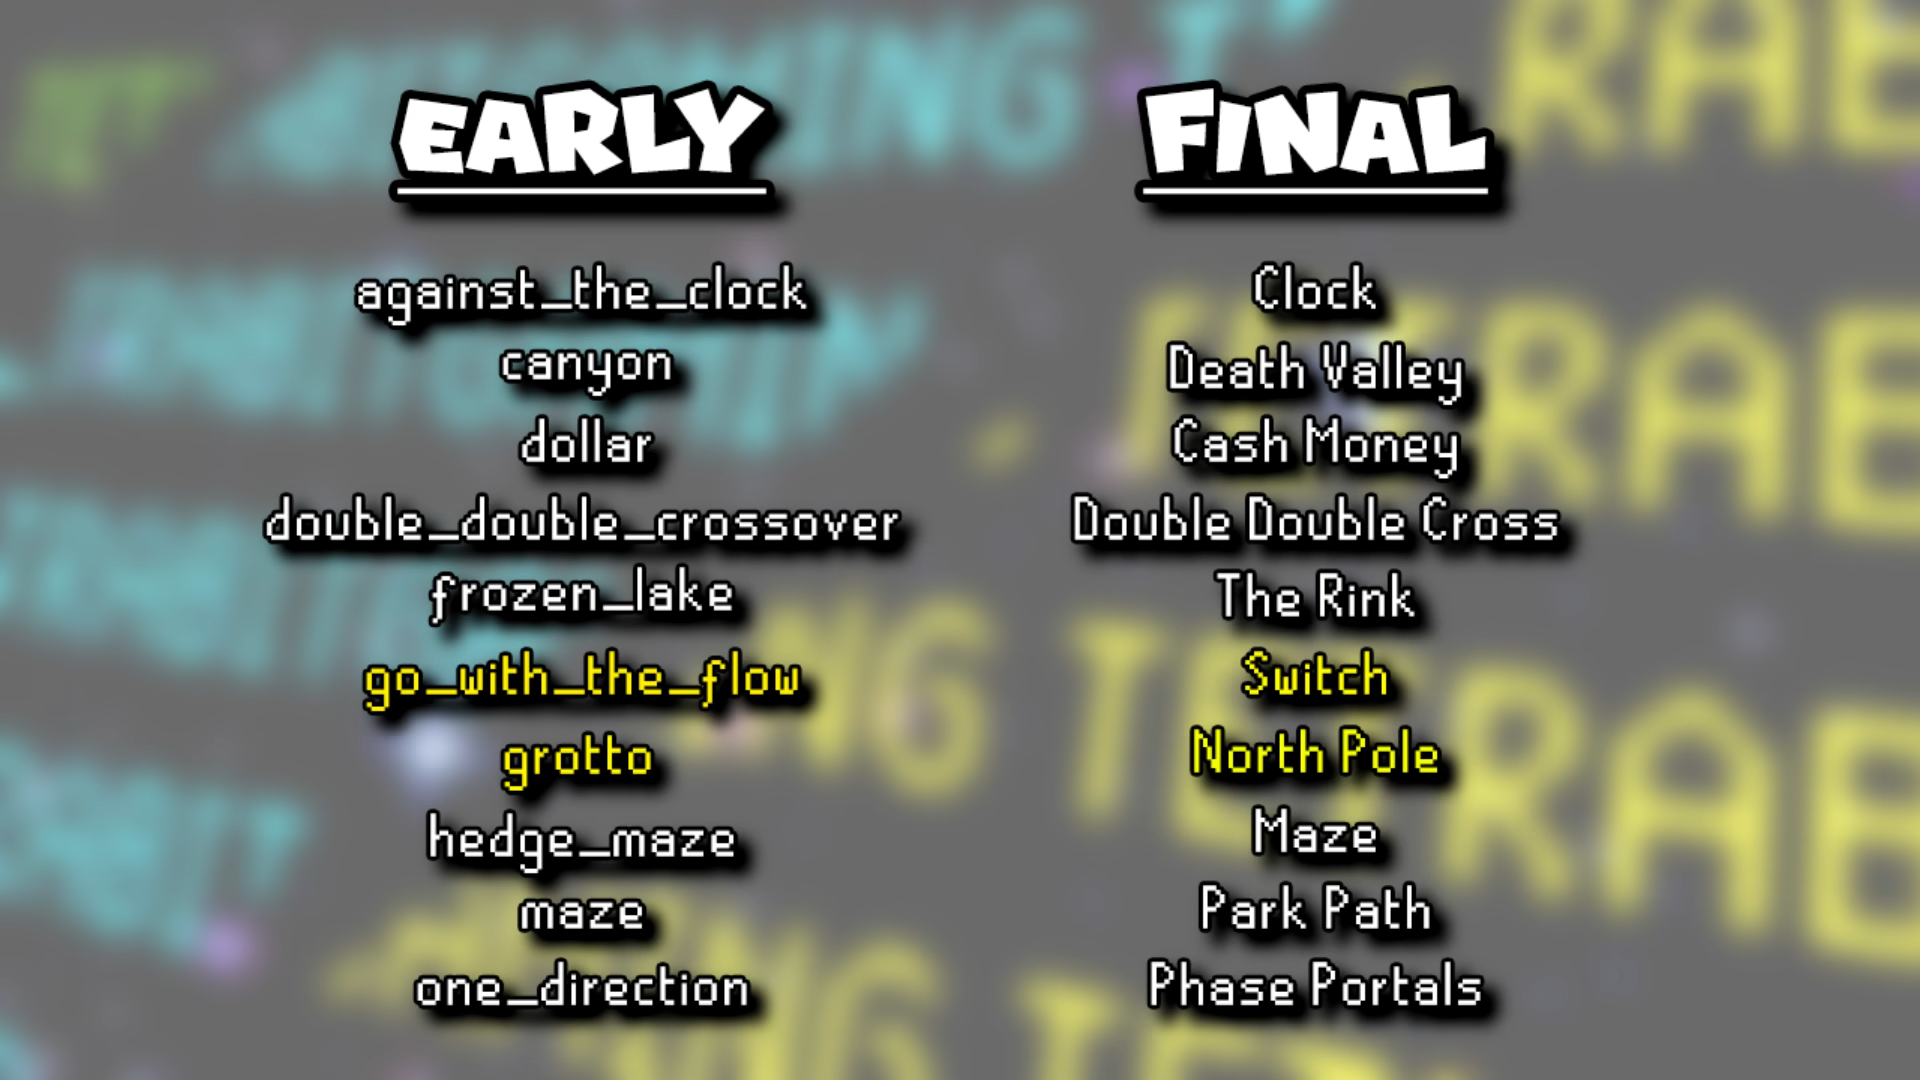 EARLY
FINAL
against_the_clock
Clock
canyon
Death Valley
dollar
Cash Money
double_double_crossover
Double Double Cross
frozen_lake
The Rink
go_with_the_flow
Switch
grotto
North Pole
hedge_maze
Maze
maze
Park Path
one_direction
Phase Portals